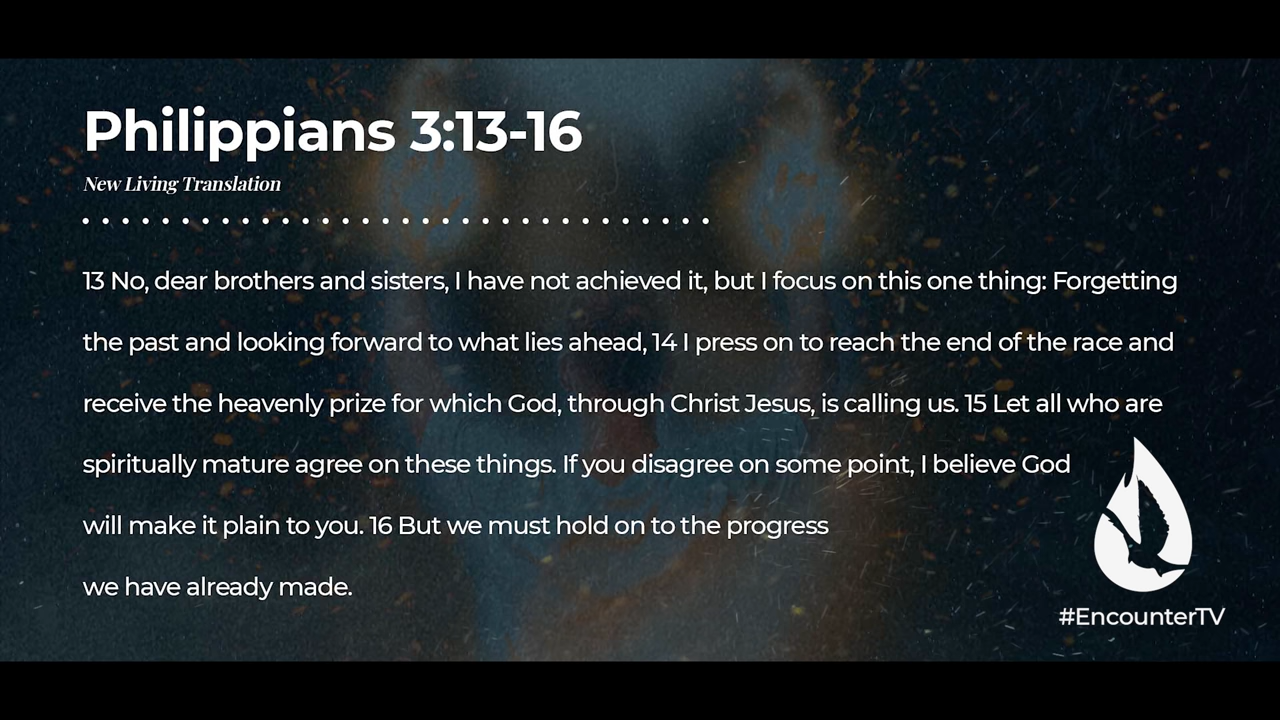 Philippians 3:13-16
New Living Translation
13 No, dear brothers and sisters, I have not achieved it, but I focus on this one thing: Forgetting
the past and looking forward to what lies ahead, 14 I press on to reach the end of the race and
receive the heavenly prize for which God, through Christ Jesus, is calling us. 15 Let all who are
spiritually mature agree on these things. If you disagree on some point, I believe God
will make it plain to you. 16 But we must hold on to the progress
we have already made.
#EncounterTV